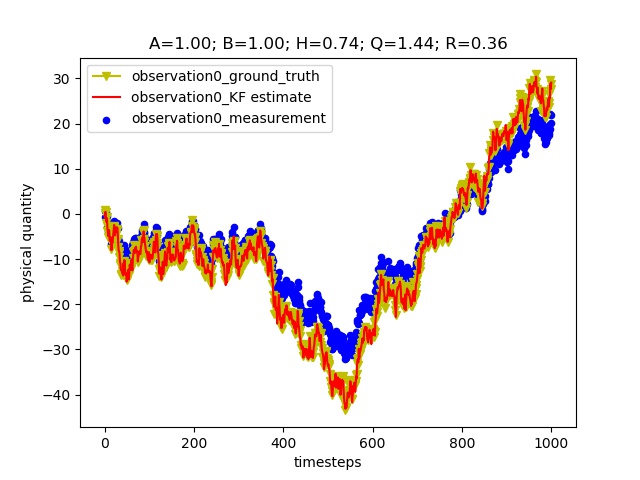 A=1.00; B=1.00; H=0.74; Q=1.44; R=0.36
observation0_ground_truth
observation0_KF estimate
observation0_measurement
physical quantity
30
20
10
0
−10
−20
−30
−40
0 200 400 600 800 1000
timesteps